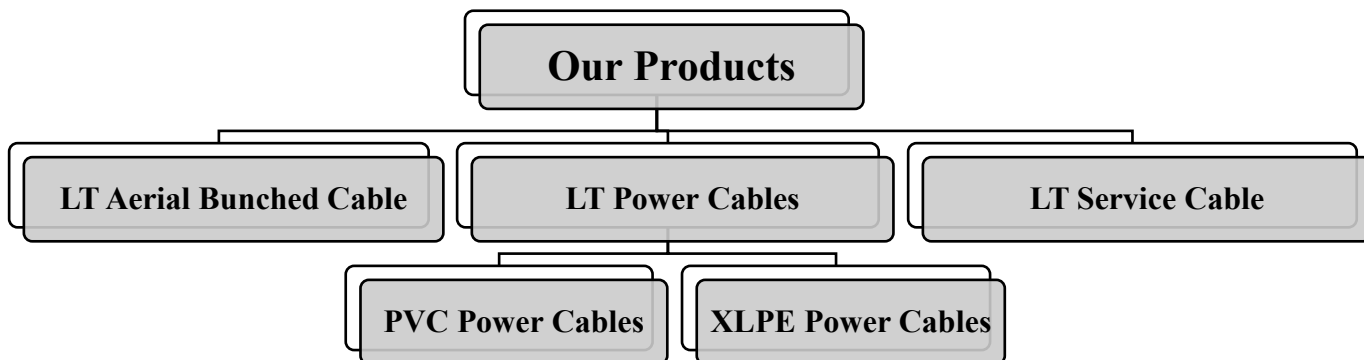 Our Products
LT Aerial Bunched Cable
LT Power Cables
LT Service Cable
PVC Power Cables
XLPE Power Cables